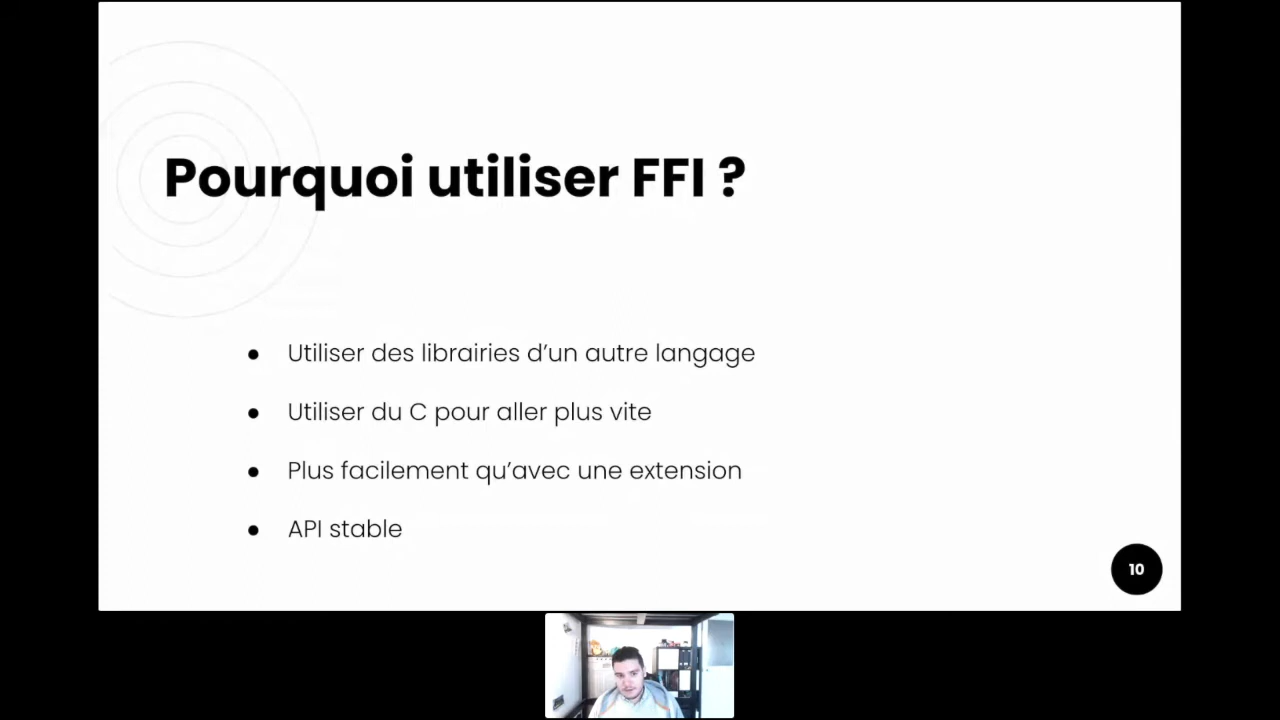 Pourquoi utiliser FFI ?
● Utiliser des librairies d’un autre langage
● Utiliser du C pour aller plus vite
● Plus facilement qu’avec une extension
● API stable
10